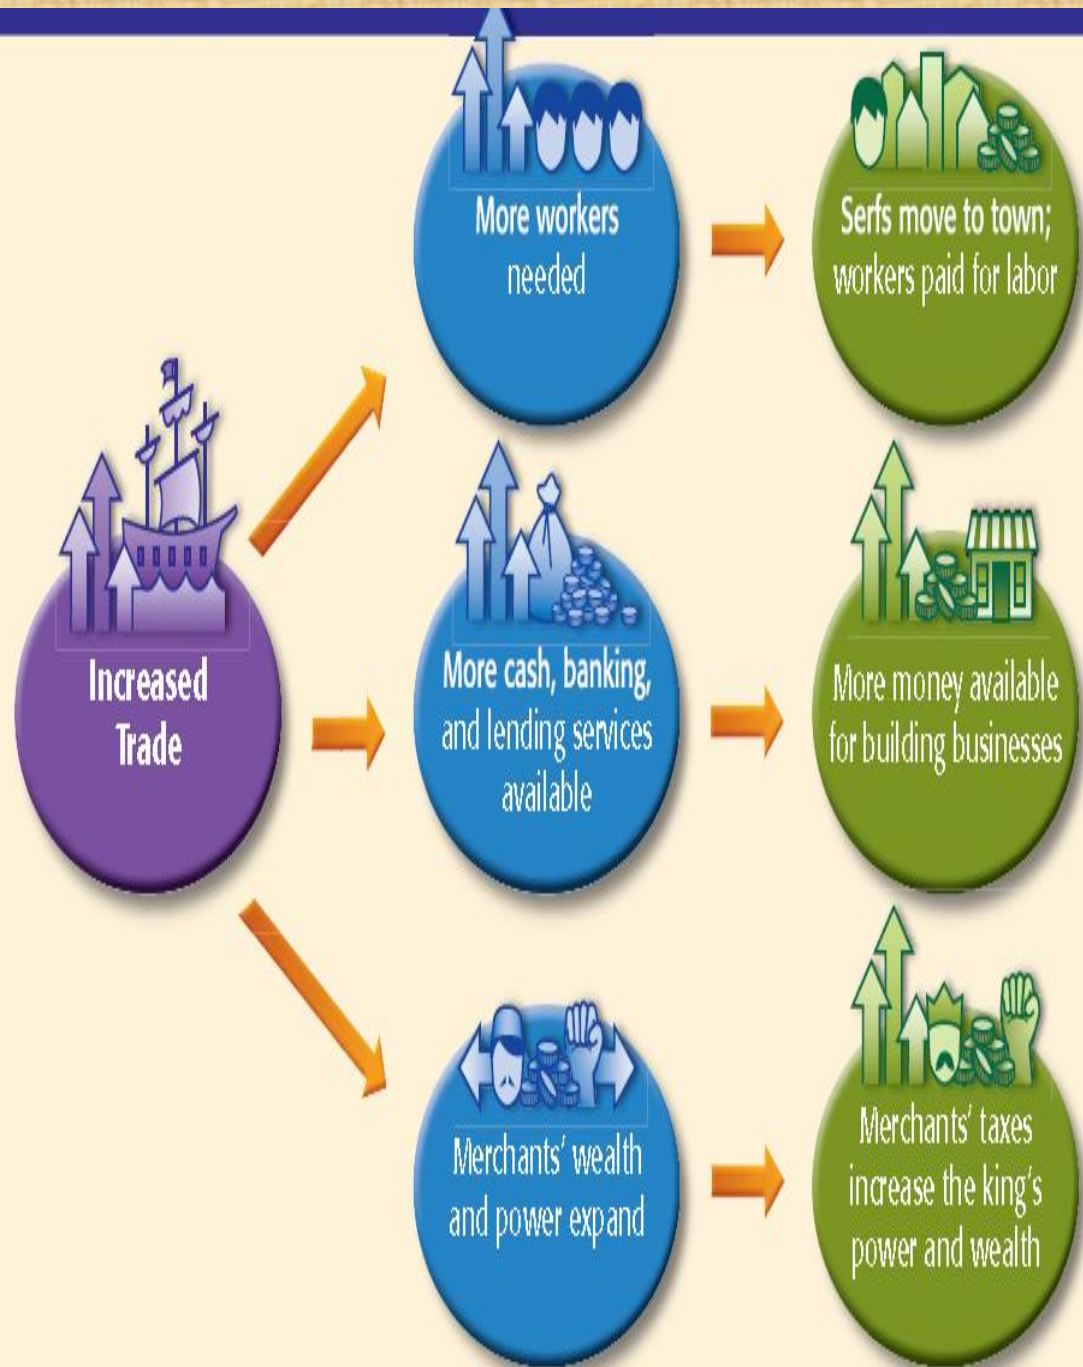 More workers
needed
Serfs move to town;
workers paid for labor
Increased
Trade
More cash, banking,
and lending services
available
More money available
for building businesses
Merchants' wealth
and power expand
Merchants' taxes
increase the king's
power and wealth